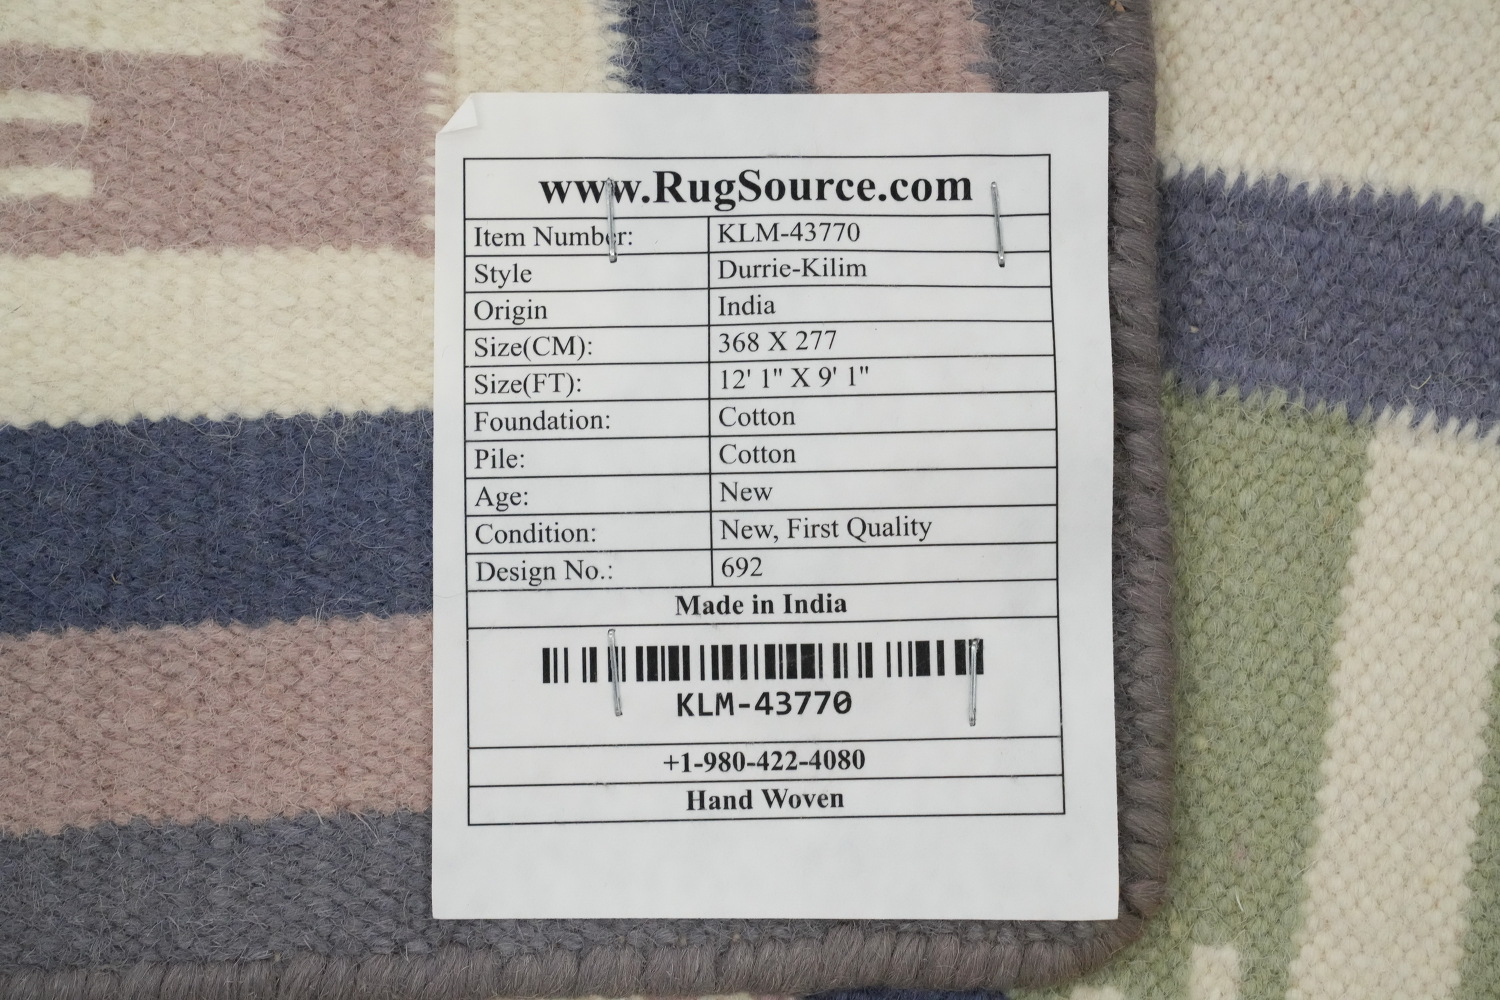 www.RugSource.com
Item Number: KLM-43770
Style Durrie-Kilim
Origin India
Size(CM): 368 X 277
Size(FT): 12' 1" X 9' 1"
Foundation: Cotton
Pile: Cotton
Age: New
Condition: New, First Quality
Design No.: 692
Made in India
KLM-43770
+1-980-422-4080
Hand Woven